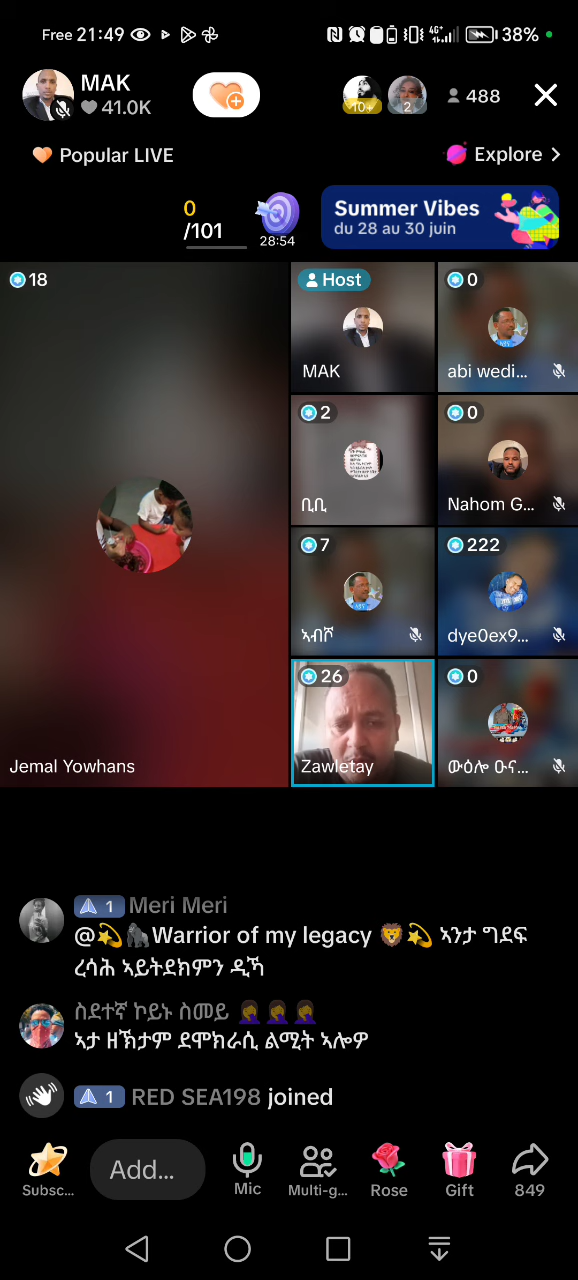 Free 21:49
4G+
38%
MAK
41.0K
10+
2
488
Popular LIVE
Explore
0
/101
28:54
Summer Vibes
du 28 au 30 juin
18
Host
MAK
0
abi wedi...
2
ቢቢ
0
Nahom G...
7
ኣብሾ
222
dye0ex9...
Jemal Yowhans
26
Zawletay
0
ውዕሎ ዑና...
1 Meri Meri
@💫🦍Warrior of my legacy 🦁💫 ኣንታ ግደፍ
ረሳሕ ኣይትደክምን ዲኻ
ስደተኛ ኮይኑ ስመይ 🤦‍♀️🤦‍♀️🤦‍♀️
ኣታ ዘኽታም ደሞክራሲ ልሚት ኣሎዎ
1 RED SEA198 joined
Subsc...
Add...
Mic
Multi-g...
Rose
Gift
849